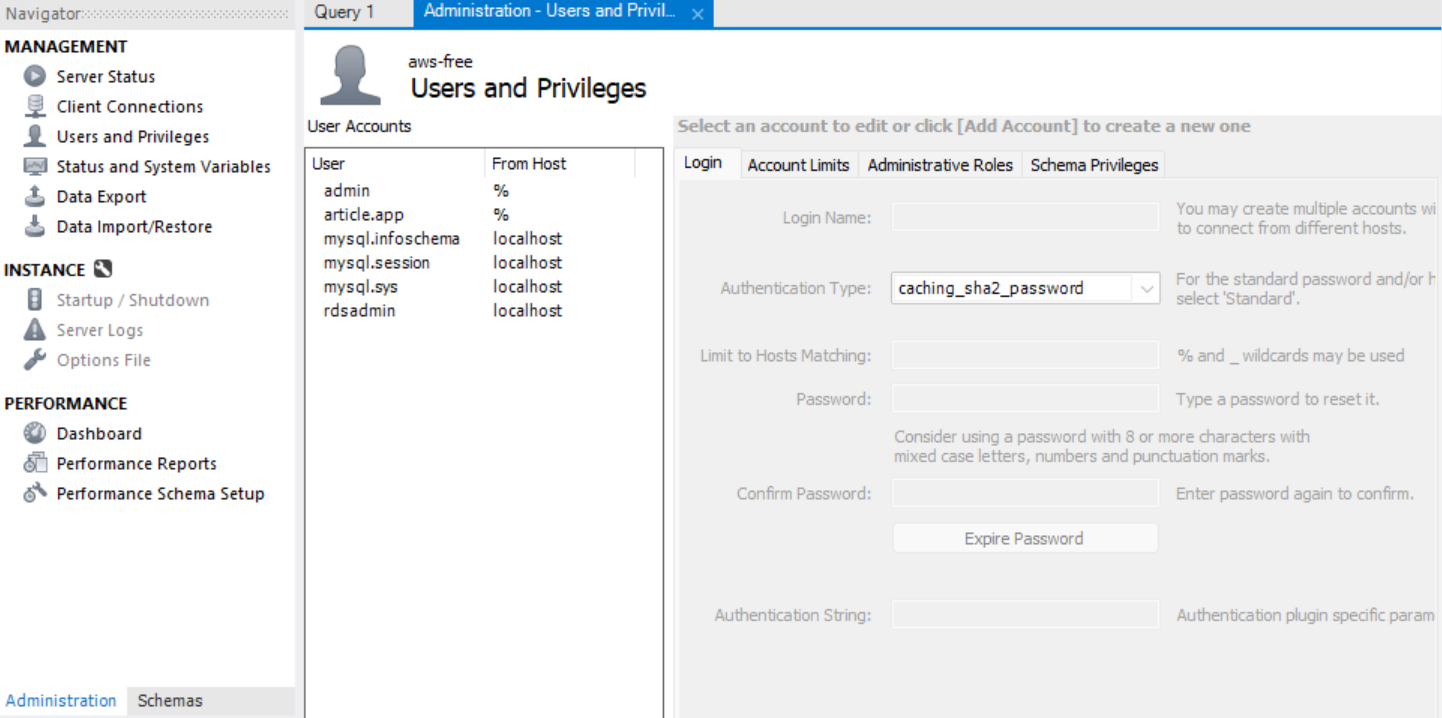 Navigator
MANAGEMENT
Server Status
Client Connections
Users and Privileges
Status and System Variables
Data Export
Data Import/Restore
INSTANCE
Startup / Shutdown
Server Logs
Options File
PERFORMANCE
Dashboard
Performance Reports
Performance Schema Setup
Administration Schemas
Query 1 Administration - Users and Privil...
aws-free
Users and Privileges
User Accounts
User From Host
admin %
article.app %
mysql.infoschema localhost
mysql.session localhost
mysql.sys localhost
rdsadmin localhost
Select an account to edit or click [Add Account] to create a new one
Login Account Limits Administrative Roles Schema Privileges
Login Name:
You may create multiple accounts wi
to connect from different hosts.
Authentication Type: caching_sha2_password
For the standard password and/or h
select 'Standard'.
Limit to Hosts Matching: % and _ wildcards may be used
Password: Type a password to reset it.
Consider using a password with 8 or more characters with
mixed case letters, numbers and punctuation marks.
Confirm Password: Enter password again to confirm.
Expire Password
Authentication String: Authentication plugin specific param